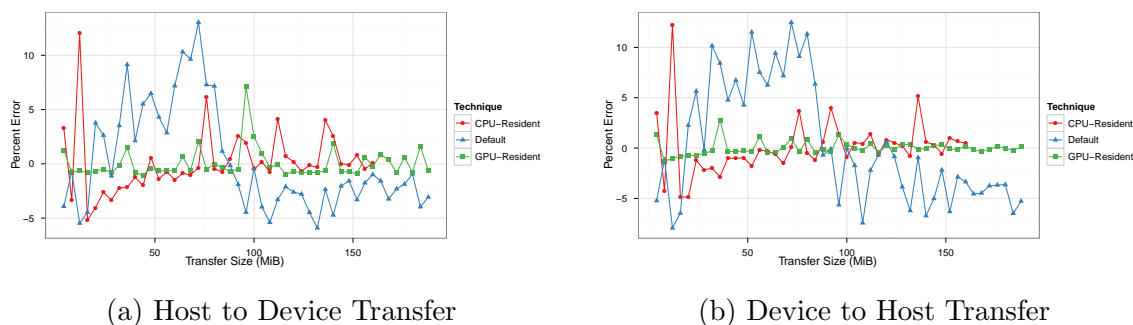 10
5
0
−5
Percent Error
50
100
150
Transfer Size (MiB)
Technique
CPU−Resident
Default
GPU−Resident
(a) Host to Device Transfer
10
5
0
−5
Percent Error
50
100
150
Transfer Size (MiB)
Technique
CPU−Resident
Default
GPU−Resident
(b) Device to Host Transfer